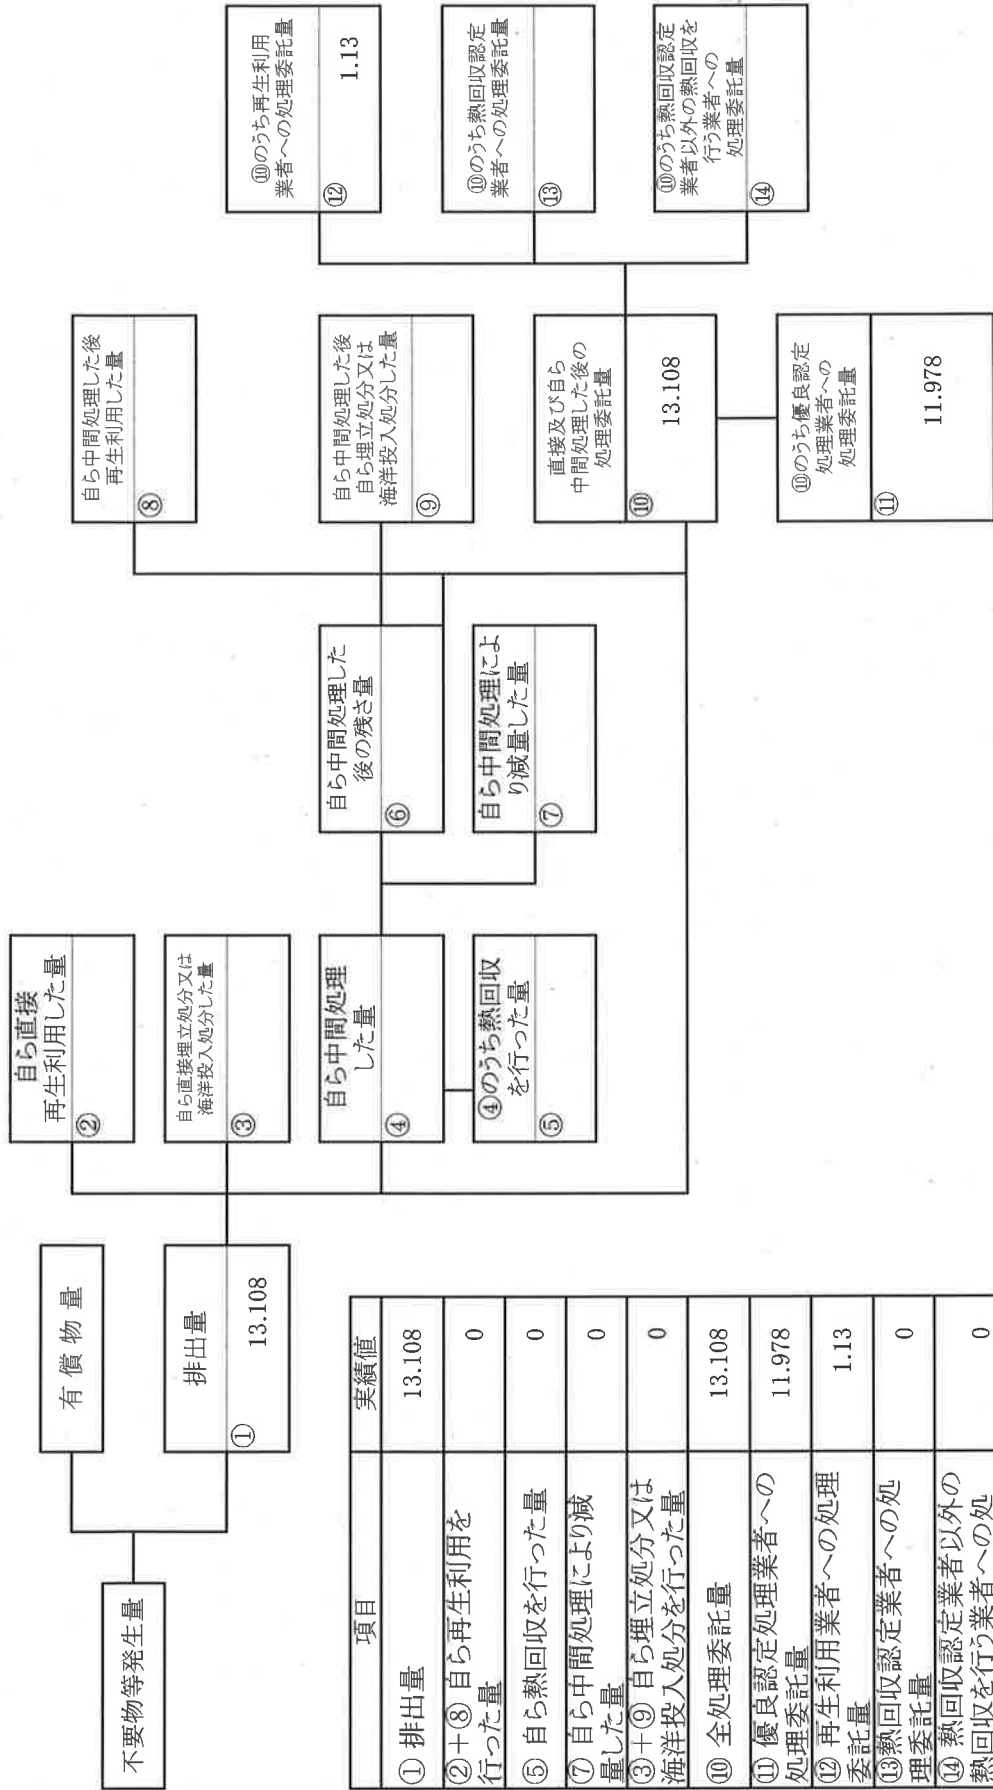 不要物等発生量
有償物量
排出量
①
13.108
自ら直接
再生利用した量
②
自ら直接埋立処分又は
海洋投入処分した量
③
自ら中間処理
した量
④
④のうち熱回収
を行った量
⑤
自ら中間処理した
後の残さ量
⑥
自ら中間処理によ
り減量した量
⑦
自ら中間処理した後
再生利用した量
⑧
自ら中間処理した後
自ら埋立処分又は
海洋投入処分した量
⑨
直接及び自ら
中間処理した後の
処理委託量
⑩
13.108
⑩のうち優良認定
処理業者への
処理委託量
⑪
11.978
⑩のうち再生利用
業者への処理委託量
⑫
1.13
⑩のうち熱回収認定
業者への処理委託量
⑬
⑩のうち熱回収認定
業者以外の熱回収を
行う業者への
処理委託量
⑭
項目 実績値
① 排出量 13.108
②+⑧ 自ら再生利用を
行った量 0
⑤ 自ら熱回収を行った量 0
⑦ 自ら中間処理により減
量した量 0
③+⑨ 自ら埋立処分又は
海洋投入処分を行った量 0
⑩ 全処理委託量 13.108
⑪ 優良認定処理業者への
処理委託量 11.978
⑫ 再生利用業者への処理
委託量 1.13
⑬熱回収認定業者への処
理委託量 0
⑭ 熱回収認定業者以外の
熱回収を行う業者への処 0